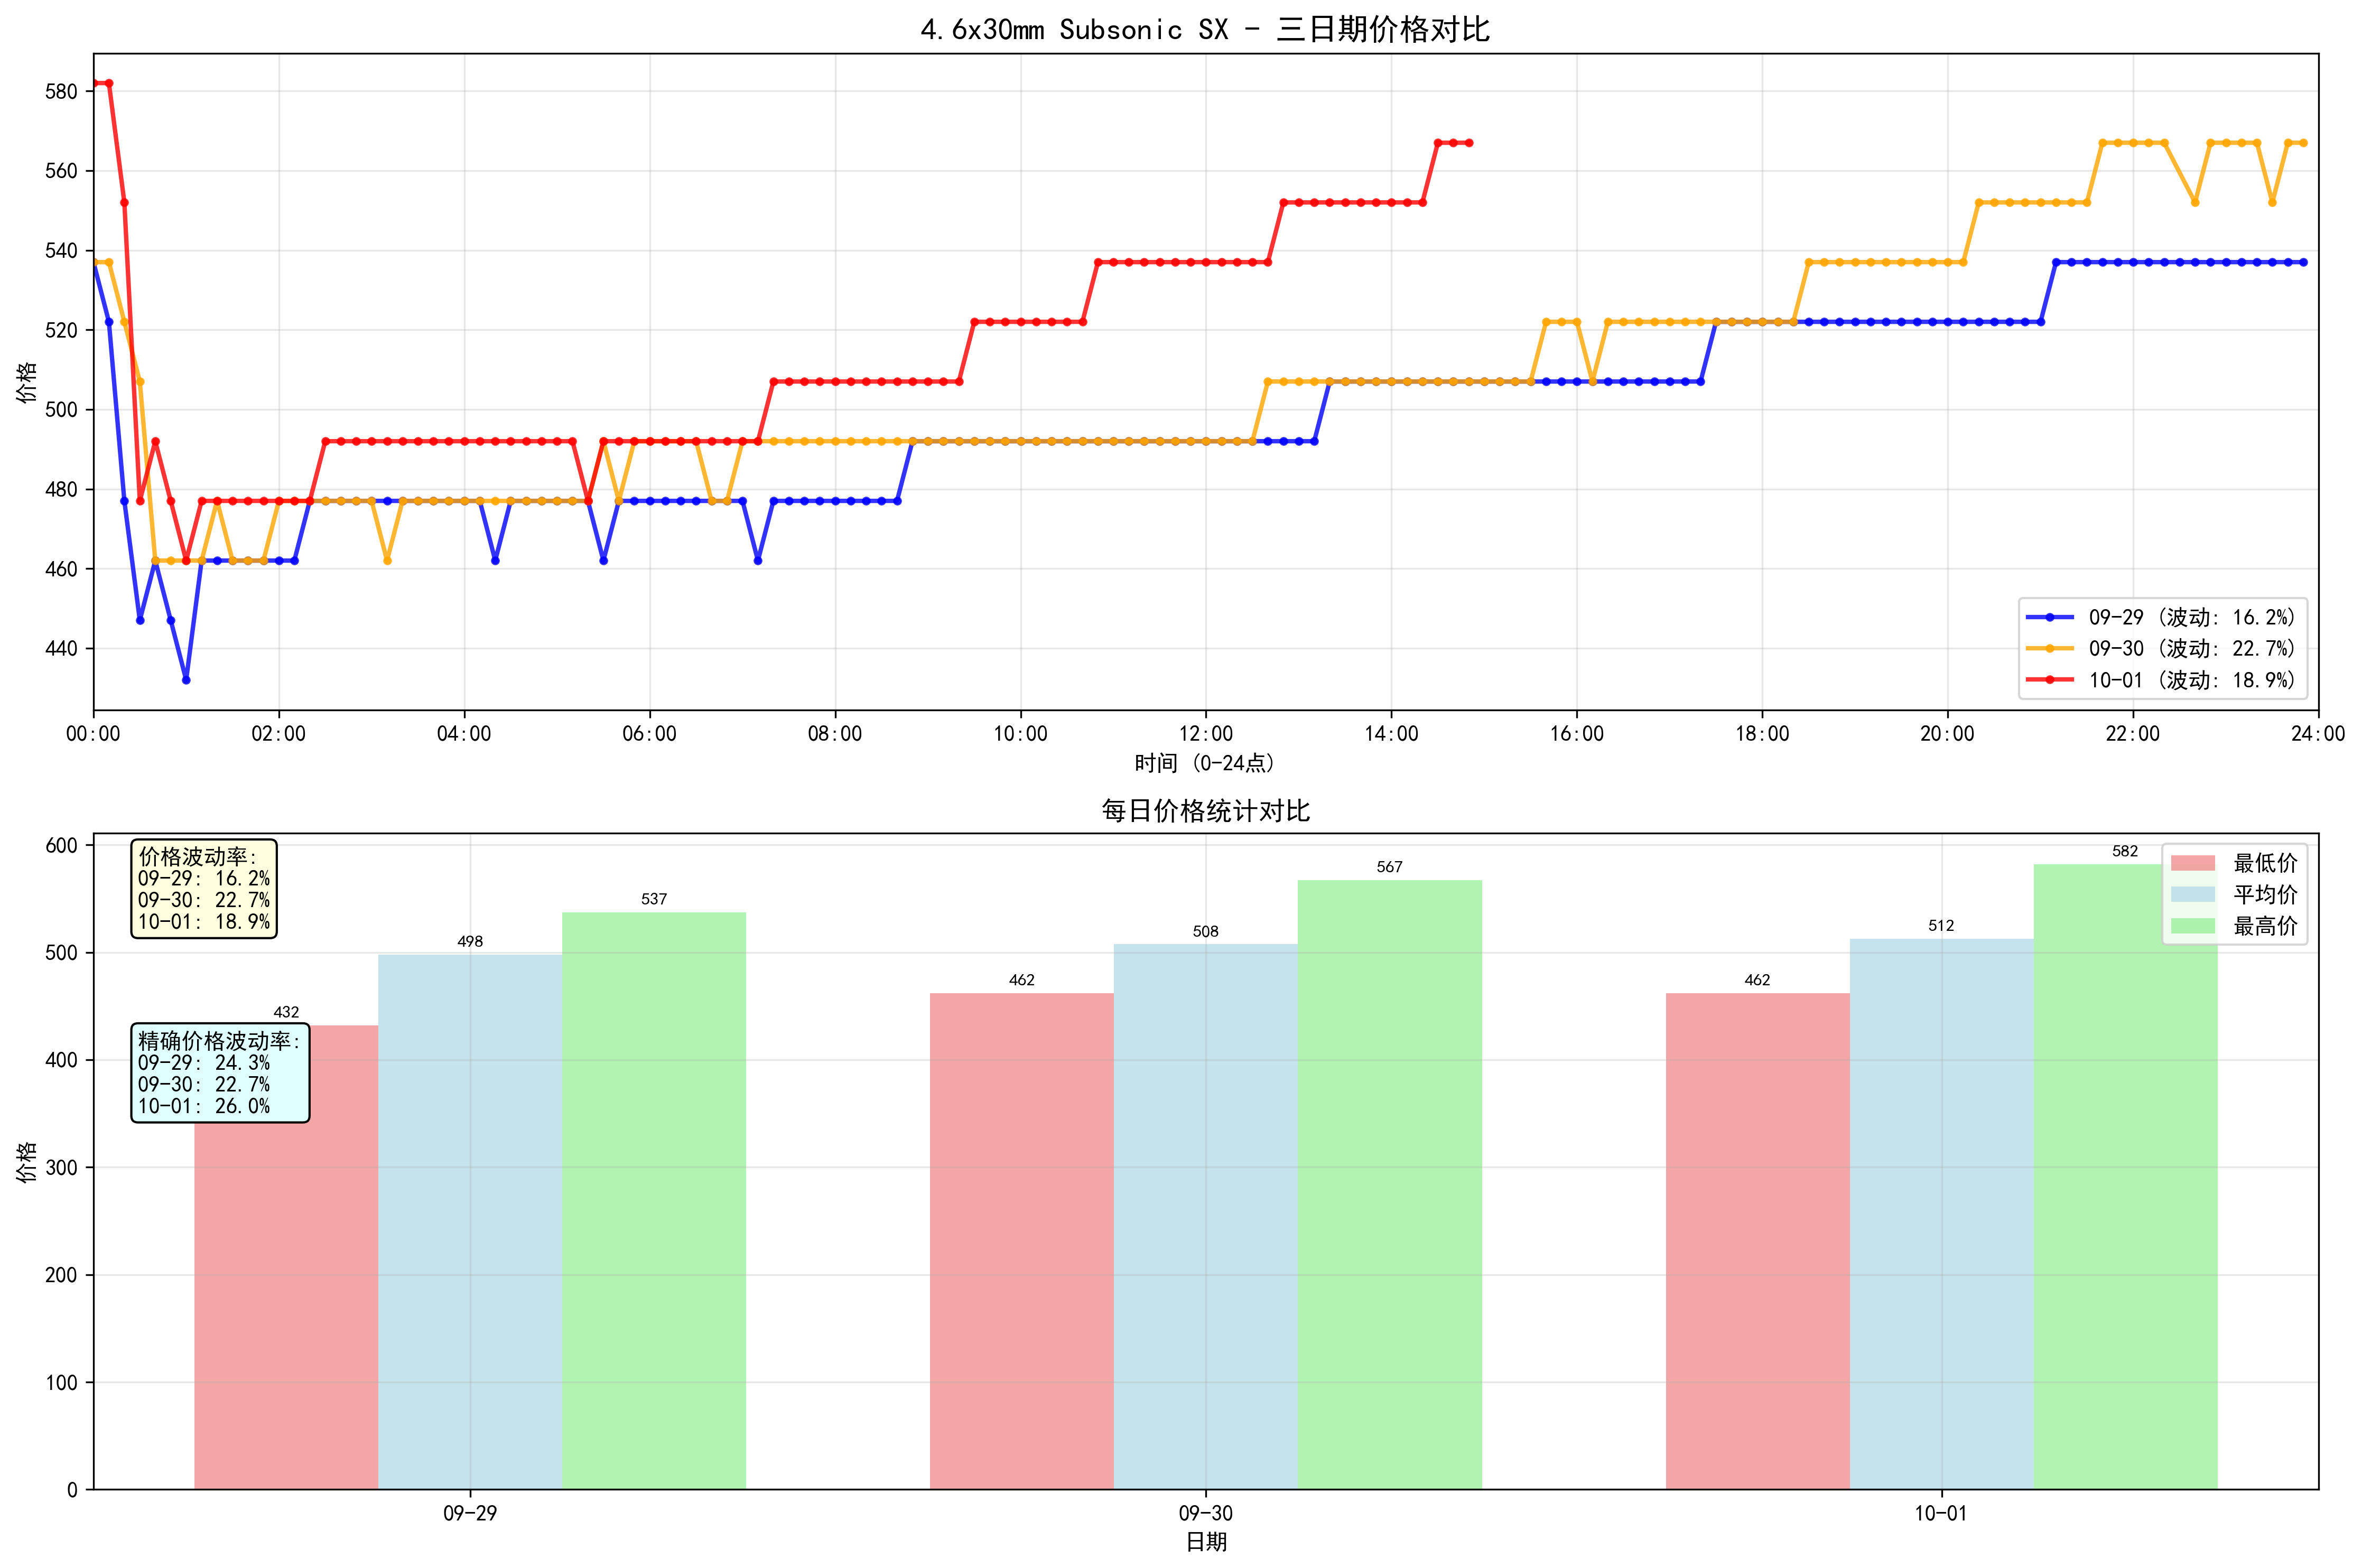 4.6x30mm Subsonic SX - 三日期价格对比
价格
580
560
540
520
500
480
460
440
09-29 (波动: 16.2%)
09-30 (波动: 22.7%)
10-01 (波动: 18.9%)
00:00 02:00 04:00 06:00 08:00 10:00 12:00 14:00 16:00 18:00 20:00 22:00 24:00
时间 (0-24点)
每日价格统计对比
价格
600
500
400
300
200
100
0
价格波动率:
09-29: 16.2%
09-30: 22.7%
10-01: 18.9%
精确价格波动率:
09-29: 24.3%
09-30: 22.7%
10-01: 26.0%
432 498 537
462 508 567
462 512 582
最低价
平均价
最高价
09-29 09-30 10-01
日期